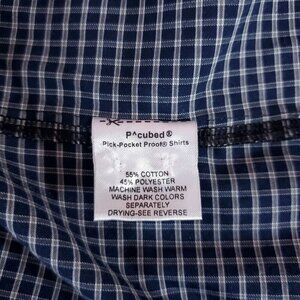 P^cubed®
Pick-Pocket Proof® Shirts
55% COTTON
45% POLYESTER
MACHINE WASH WARM
WASH DARK COLORS
SEPARATELY
DRYING-SEE REVERSE